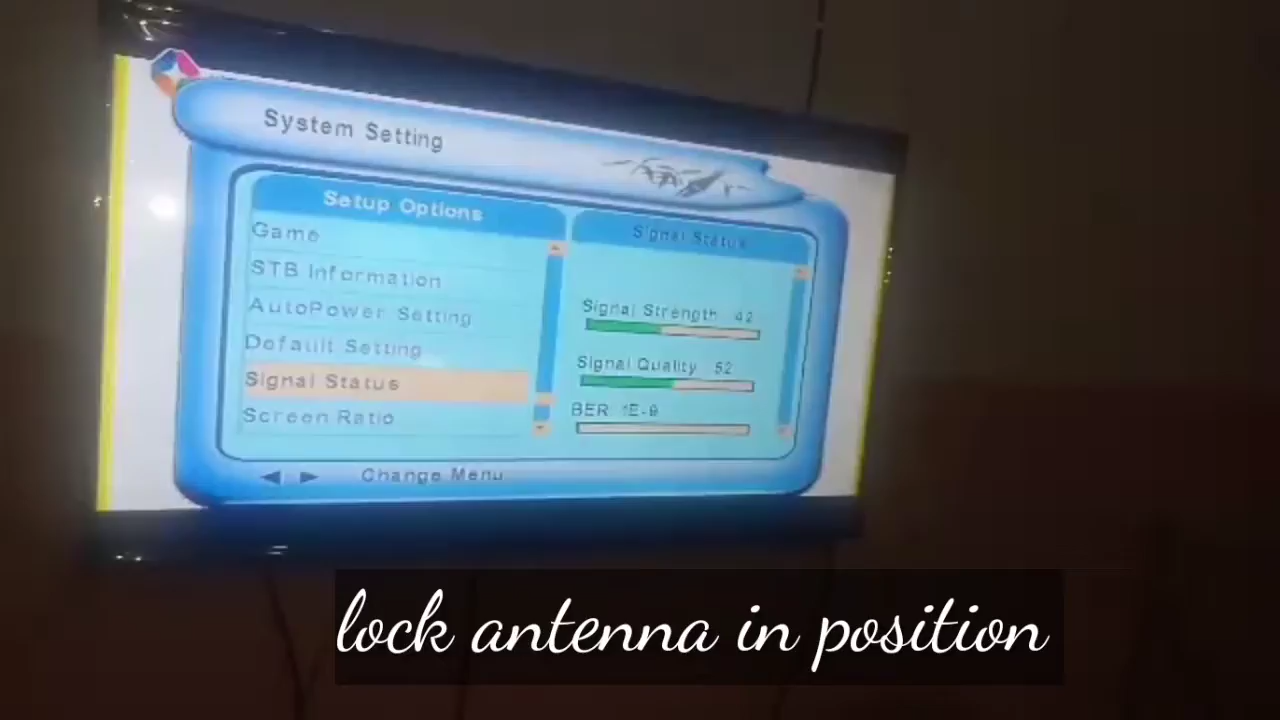 System Setting
Setup Options
Game
STB Information
AutoPower Setting
Default Setting
Signal Status
Screen Ratio
Signal Status
Signal Strength 42
Signal Quality 52
BER 1E-9
Change Menu
lock antenna in position